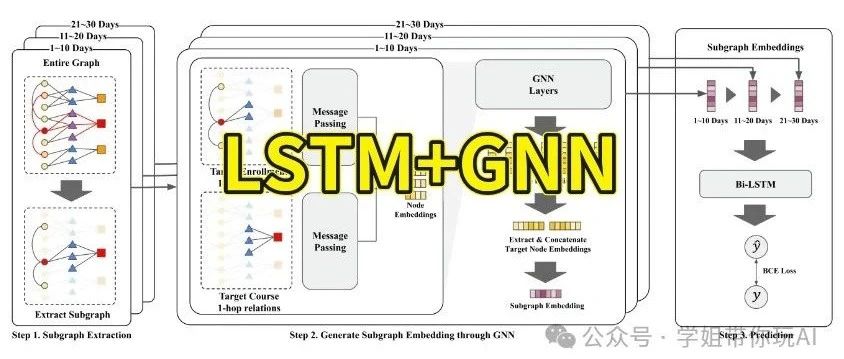 21~30 Days
11~20 Days
1~10 Days
Entire Graph
Extract Subgraph
Step 1. Subgraph Extraction
21~30 Days
11~20 Days
1~10 Days
Message
Passing
Message
Passing
Target Course
1-hop relations
Node
Embeddings
GNN
Layers
Extract & Concatenate
Target Node Embeddings
Subgraph Embedding
Step 2. Generate Subgraph Embedding through GNN
LSTM+GNN
Subgraph Embeddings
1~10 Days
11~20 Days
21~30 Days
Bi-LSTM
ŷ
BCE Loss
y
Step 3. Prediction
公众号 · 学姐带你玩AI